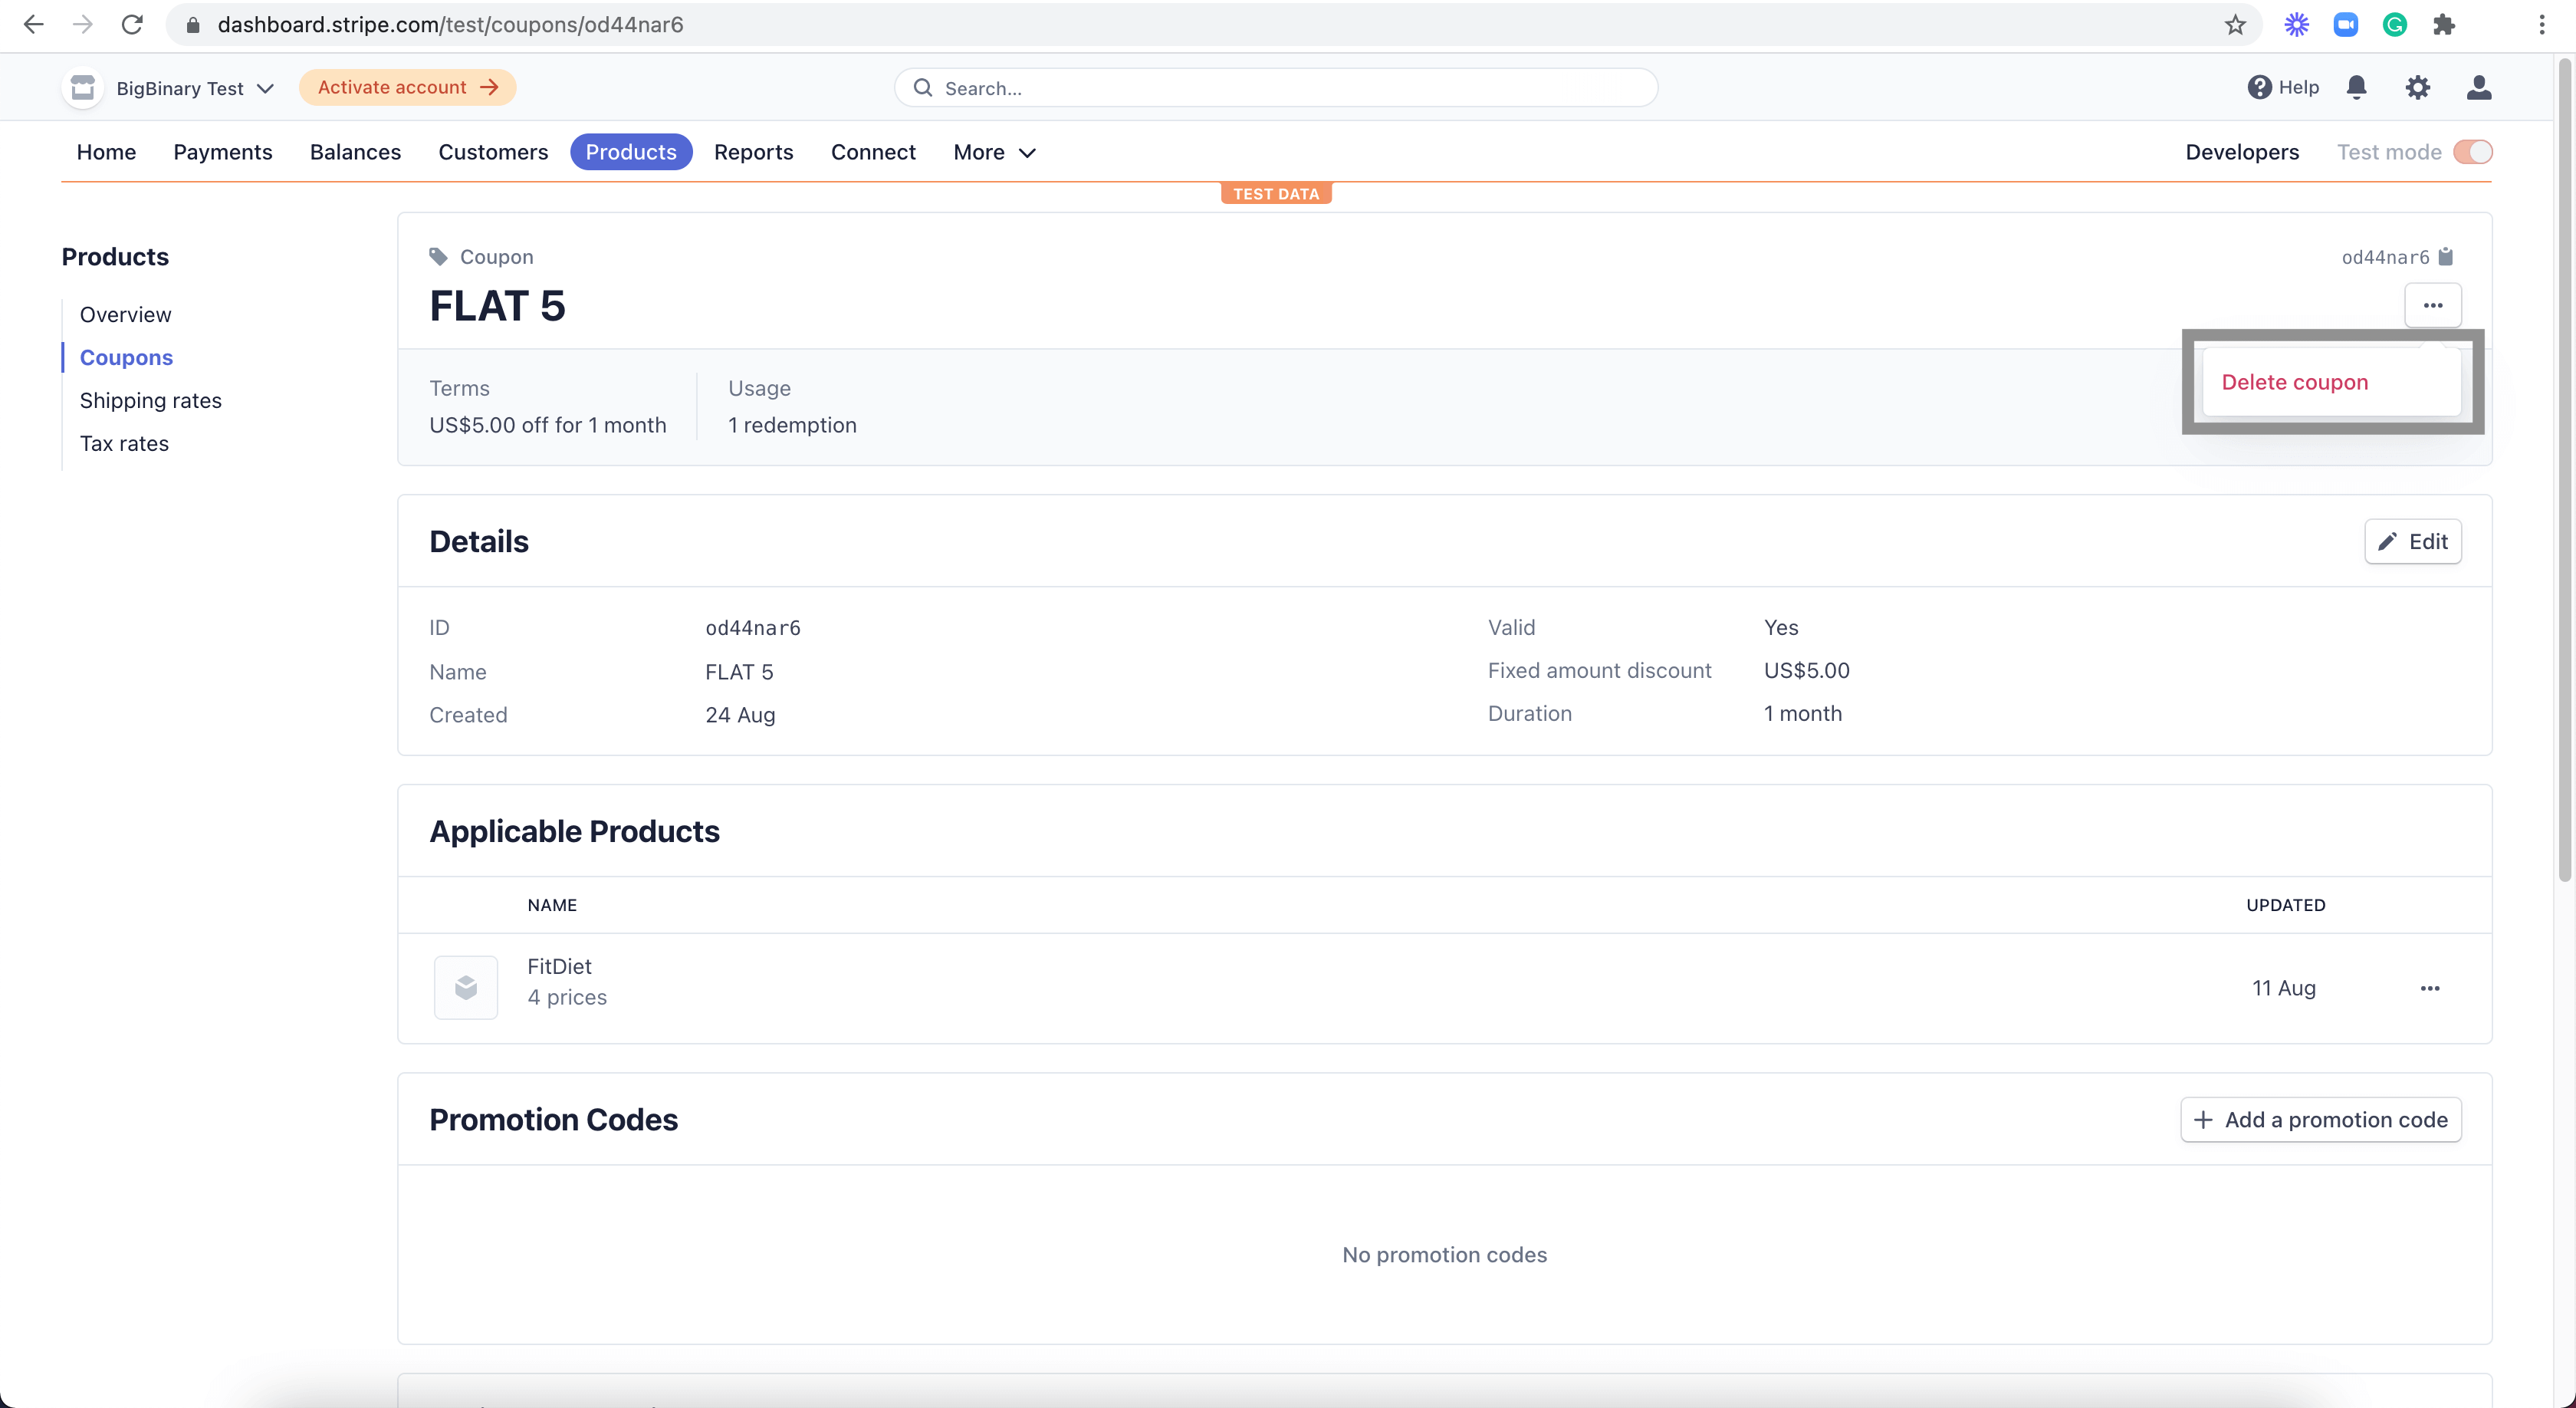 dashboard.stripe.com/test/coupons/od44nar6
BigBinary Test
Activate account
Search...
Help
Home Payments Balances Customers Products Reports Connect More
Developers Test mode
TEST DATA
Products
Overview
Coupons
Shipping rates
Tax rates
Coupon
od44nar6
FLAT 5
Delete coupon
Terms
US$5.00 off for 1 month
Usage
1 redemption
Details
Edit
ID od44nar6
Name FLAT 5
Created 24 Aug
Valid Yes
Fixed amount discount US$5.00
Duration 1 month
Applicable Products
NAME UPDATED
FitDiet
4 prices
11 Aug
Promotion Codes
Add a promotion code
No promotion codes